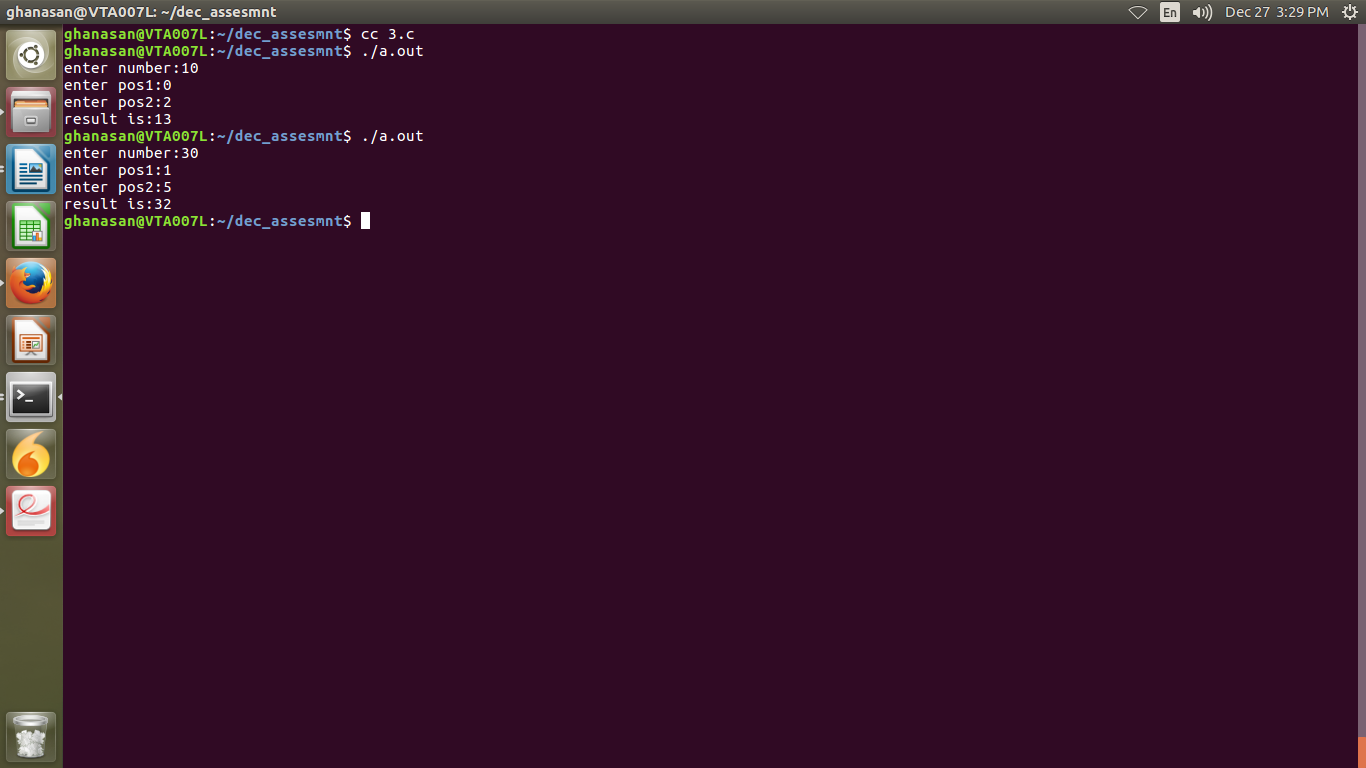 ghanasan@VTA007L: ~/dec_assesmnt En Dec 27 3:29 PM
ghanasan@VTA007L:~/dec_assesmnt$ cc 3.c
ghanasan@VTA007L:~/dec_assesmnt$ ./a.out
enter number:10
enter pos1:0
enter pos2:2
result is:13
ghanasan@VTA007L:~/dec_assesmnt$ ./a.out
enter number:30
enter pos1:1
enter pos2:5
result is:32
ghanasan@VTA007L:~/dec_assesmnt$